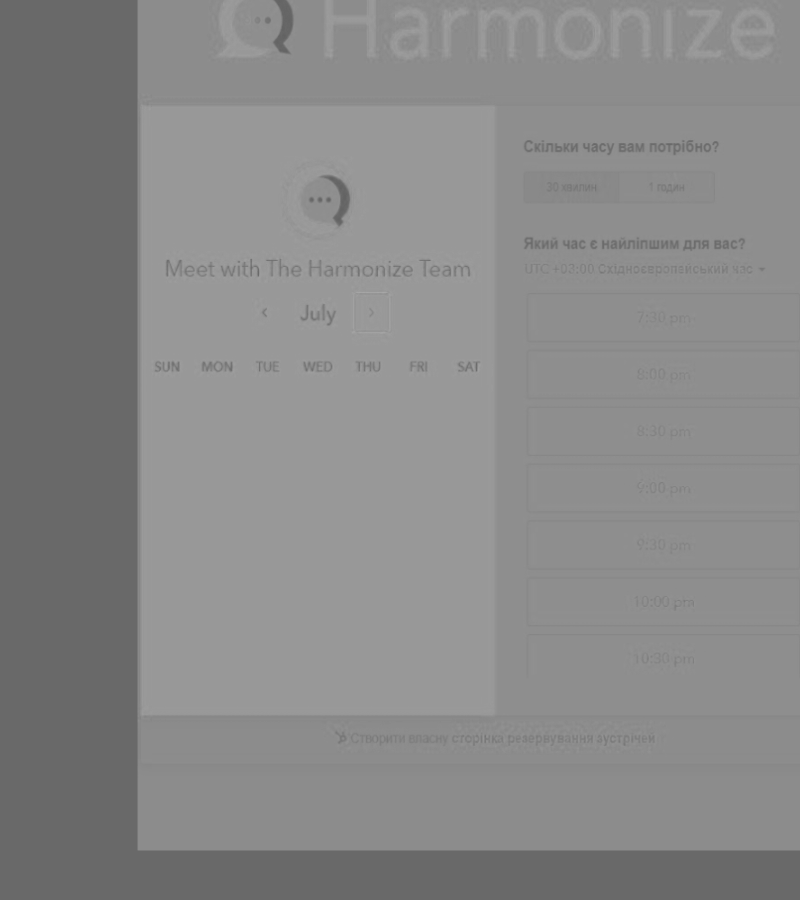 Harmonize
Meet with The Harmonize Team
July
SUN MON TUE WED THU FRI SAT
Скільки часу вам потрібно?
30 хвилин 1 годин
Який час є найліпшим для вас?
UTC +03:00 Східноєвропейський час
7:30 pm
8:00 pm
8:30 pm
9:00 pm
9:30 pm
10:00 pm
10:30 pm
Створити власну сторінка резервування зустрічей